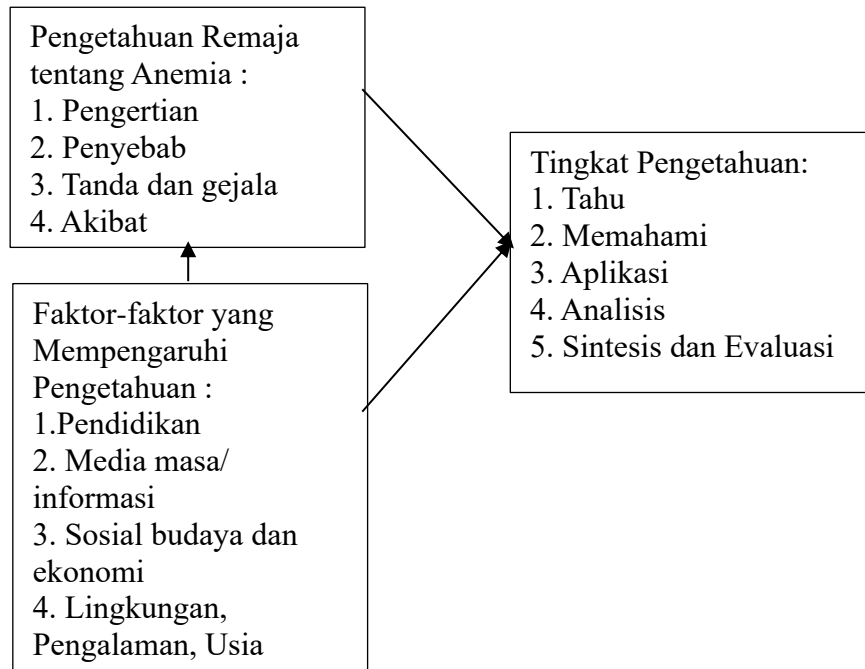 Pengetahuan Remaja
tentang Anemia :
1. Pengertian
2. Penyebab
3. Tanda dan gejala
4. Akibat
Faktor-faktor yang
Mempengaruhi
Pengetahuan :
1.Pendidikan
2. Media masa/
informasi
3. Sosial budaya dan
ekonomi
4. Lingkungan,
Pengalaman, Usia
Tingkat Pengetahuan:
1. Tahu
2. Memahami
3. Aplikasi
4. Analisis
5. Sintesis dan Evaluasi